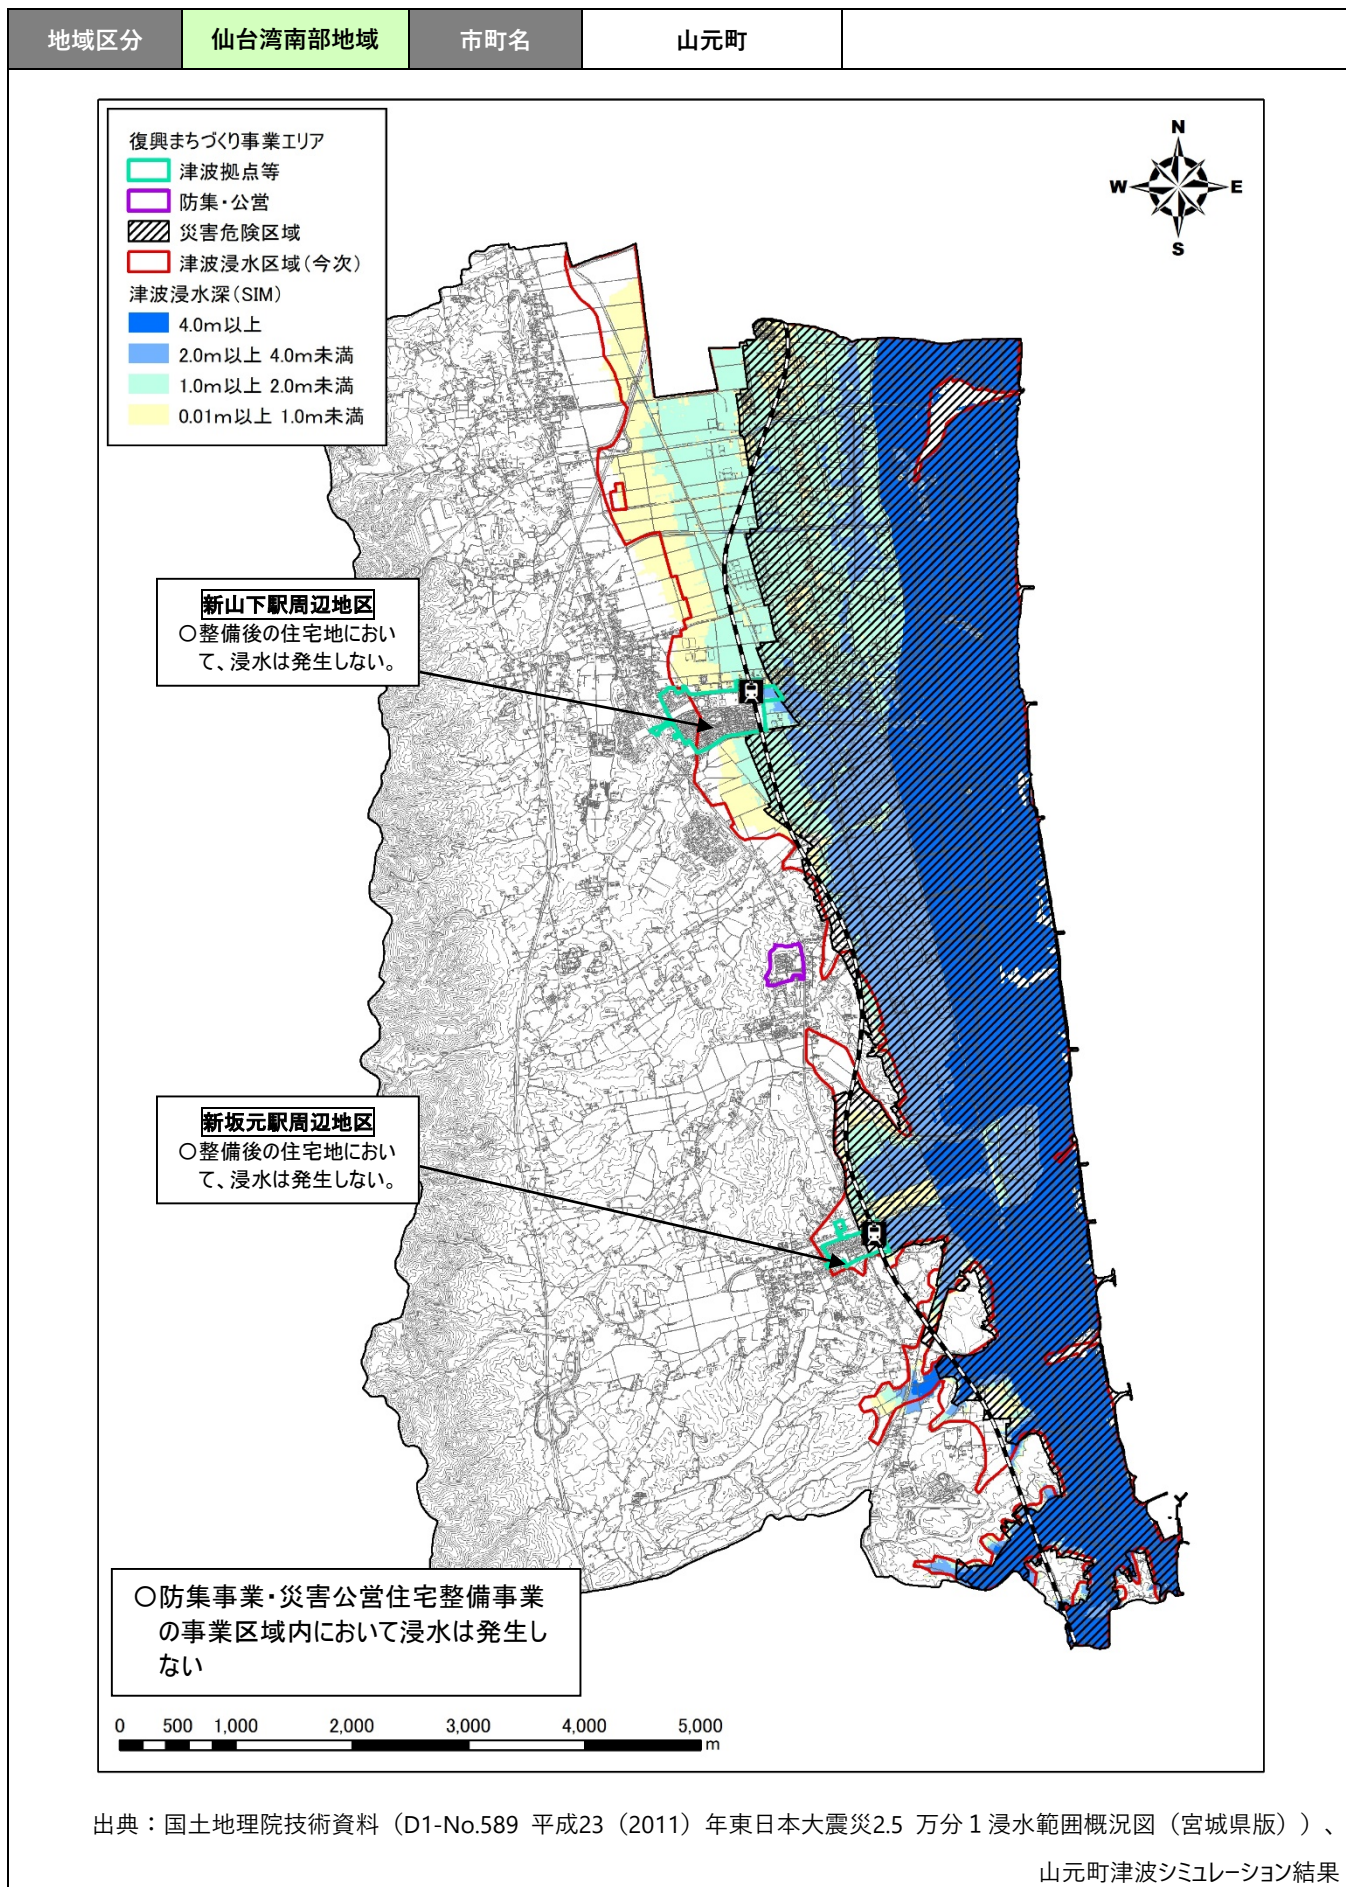 地域区分 仙台湾南部地域 市町名 山元町
復興まちづくり事業エリア
津波拠点等
防集・公営
災害危険区域
津波浸水区域(今次)
津波浸水深(SIM)
4.0m以上
2.0m以上 4.0m未満
1.0m以上 2.0m未満
0.01m以上 1.0m未満
N
W E
S
新山下駅周辺地区
○整備後の住宅地におい
て、浸水は発生しない。
新坂元駅周辺地区
○整備後の住宅地におい
て、浸水は発生しない。
○防集事業・災害公営住宅整備事業
の事業区域内において浸水は発生し
ない
0 500 1,000 2,000 3,000 4,000 5,000
m
出典：国土地理院技術資料（D1-No.589 平成23（2011）年東日本大震災2.5 万分１浸水範囲概況図（宮城県版））、
山元町津波シミュレーション結果